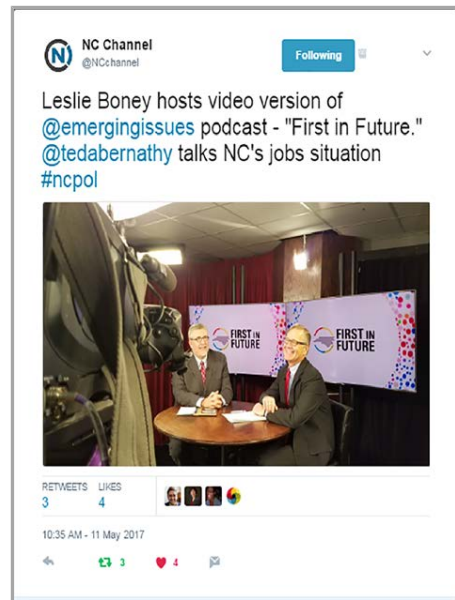 NC Channel
@NCchannel
Following
Leslie Boney hosts video version of
@emergingissues podcast - "First in Future."
@tedabernathy talks NC's jobs situation
#ncpol
FIRST IN
FUTURE
FIRST IN
FUTURE
RETWEETS LIKES
3 4
10:35 AM - 11 May 2017
3 4